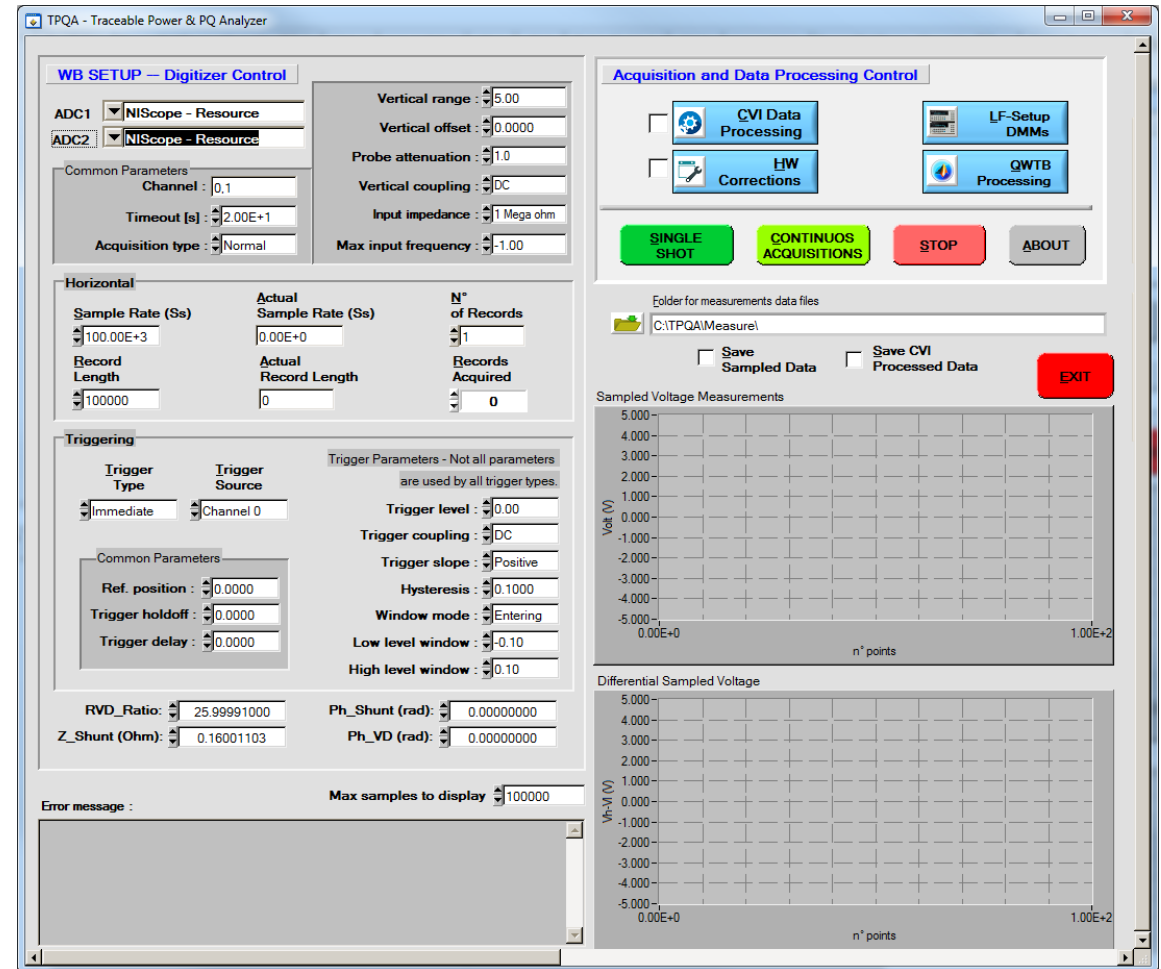 TPQA - Traceable Power & PQ Analyzer
WB SETUP — Digitizer Control
ADC1 NIScope - Resource
ADC2 NIScope - Resource
Common Parameters
Channel : 0,1
Timeout [s] : 2.00E+1
Acquisition type : Normal
Vertical range : 5.00
Vertical offset : 0.0000
Probe attenuation : 1.0
Vertical coupling : DC
Input impedance : 1 Mega ohm
Max input frequency : -1.00
Horizontal
Sample Rate (Ss)
100.00E+3
Actual
Sample Rate (Ss)
0.00E+0
N°
of Records
1
Record
Length
100000
Actual
Record Length
0
Records
Acquired
0
Triggering
Trigger
Type
Immediate
Trigger
Source
Channel 0
Common Parameters
Ref. position : 0.0000
Trigger holdoff : 0.0000
Trigger delay : 0.0000
Trigger Parameters - Not all parameters
are used by all trigger types.
Trigger level : 0.00
Trigger coupling : DC
Trigger slope : Positive
Hysteresis : 0.1000
Window mode : Entering
Low level window : -0.10
High level window : 0.10
RVD_Ratio: 25.99991000
Ph_Shunt (rad): 0.00000000
Z_Shunt (Ohm): 0.16001103
Ph_VD (rad): 0.00000000
Max samples to display 100000
Error message :
Acquisition and Data Processing Control
CVI Data
Processing
LF-Setup
DMMs
HW
Corrections
QWTB
Processing
SINGLE
SHOT
CONTINUOS
ACQUISITIONS
STOP
ABOUT
Folder for measurements data files
C:\TPQA\Measure\
Save
Sampled Data
Save CVI
Processed Data
EXIT
Sampled Voltage Measurements
5.000
4.000
3.000
2.000
1.000
0.000
-1.000
-2.000
-3.000
-4.000
-5.000
Volt (V)
0.00E+0
1.00E+2
n° points
Differential Sampled Voltage
5.000
4.000
3.000
2.000
1.000
0.000
-1.000
-2.000
-3.000
-4.000
-5.000
Vh-Vl (V)
0.00E+0
1.00E+2
n° points